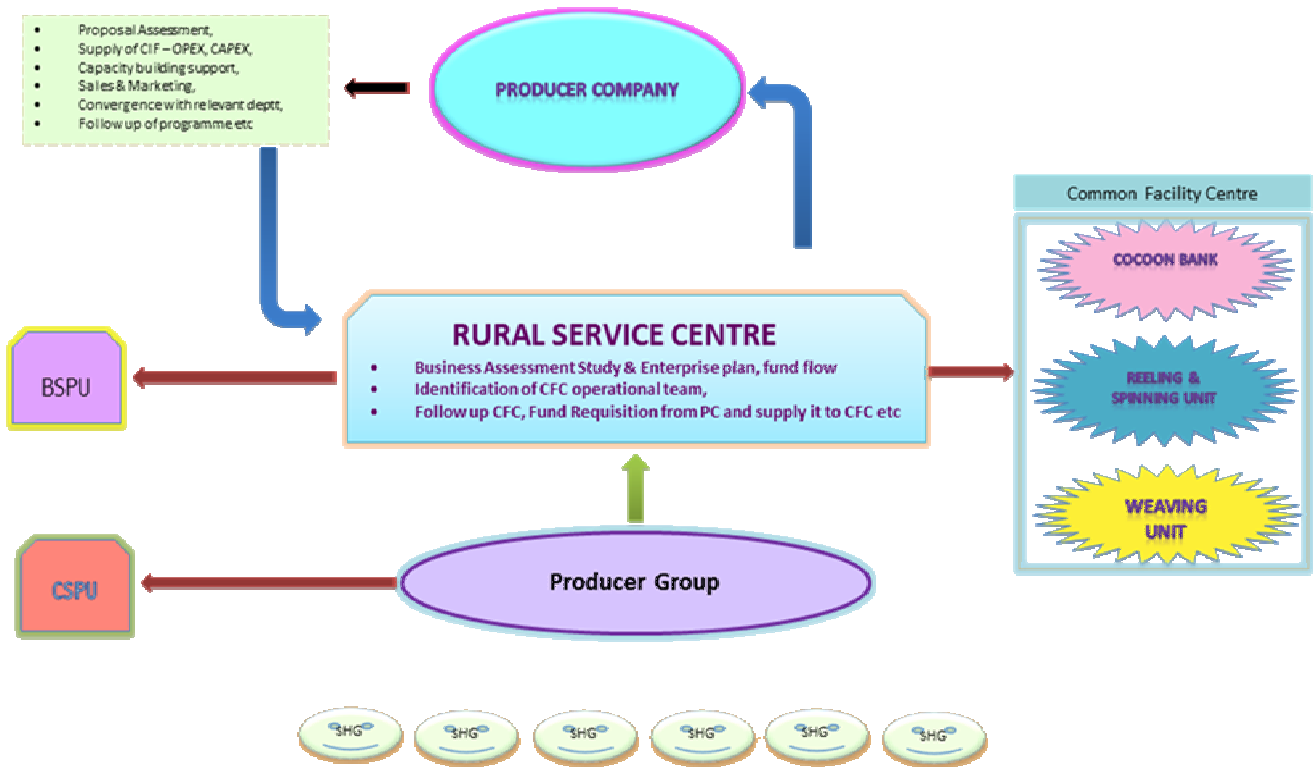 • Proposal Assessment,
• Supply of CIF – OPEX, CAPEX,
• Capacity building support,
• Sales & Marketing,
• Convergence with relevant deptt,
• Follow up of programme etc
PRODUCER COMPANY
Common Facility Centre
COCOON BANK
REELING &
SPINNING UNIT
WEAVING
UNIT
RURAL SERVICE CENTRE
• Business Assessment Study & Enterprise plan, fund flow
• Identification of CFC operational team,
• Follow up CFC, Fund Requisition from PC and supply it to CFC etc
BSPU
CSPU
Producer Group
SHG SHG SHG SHG SHG SHG